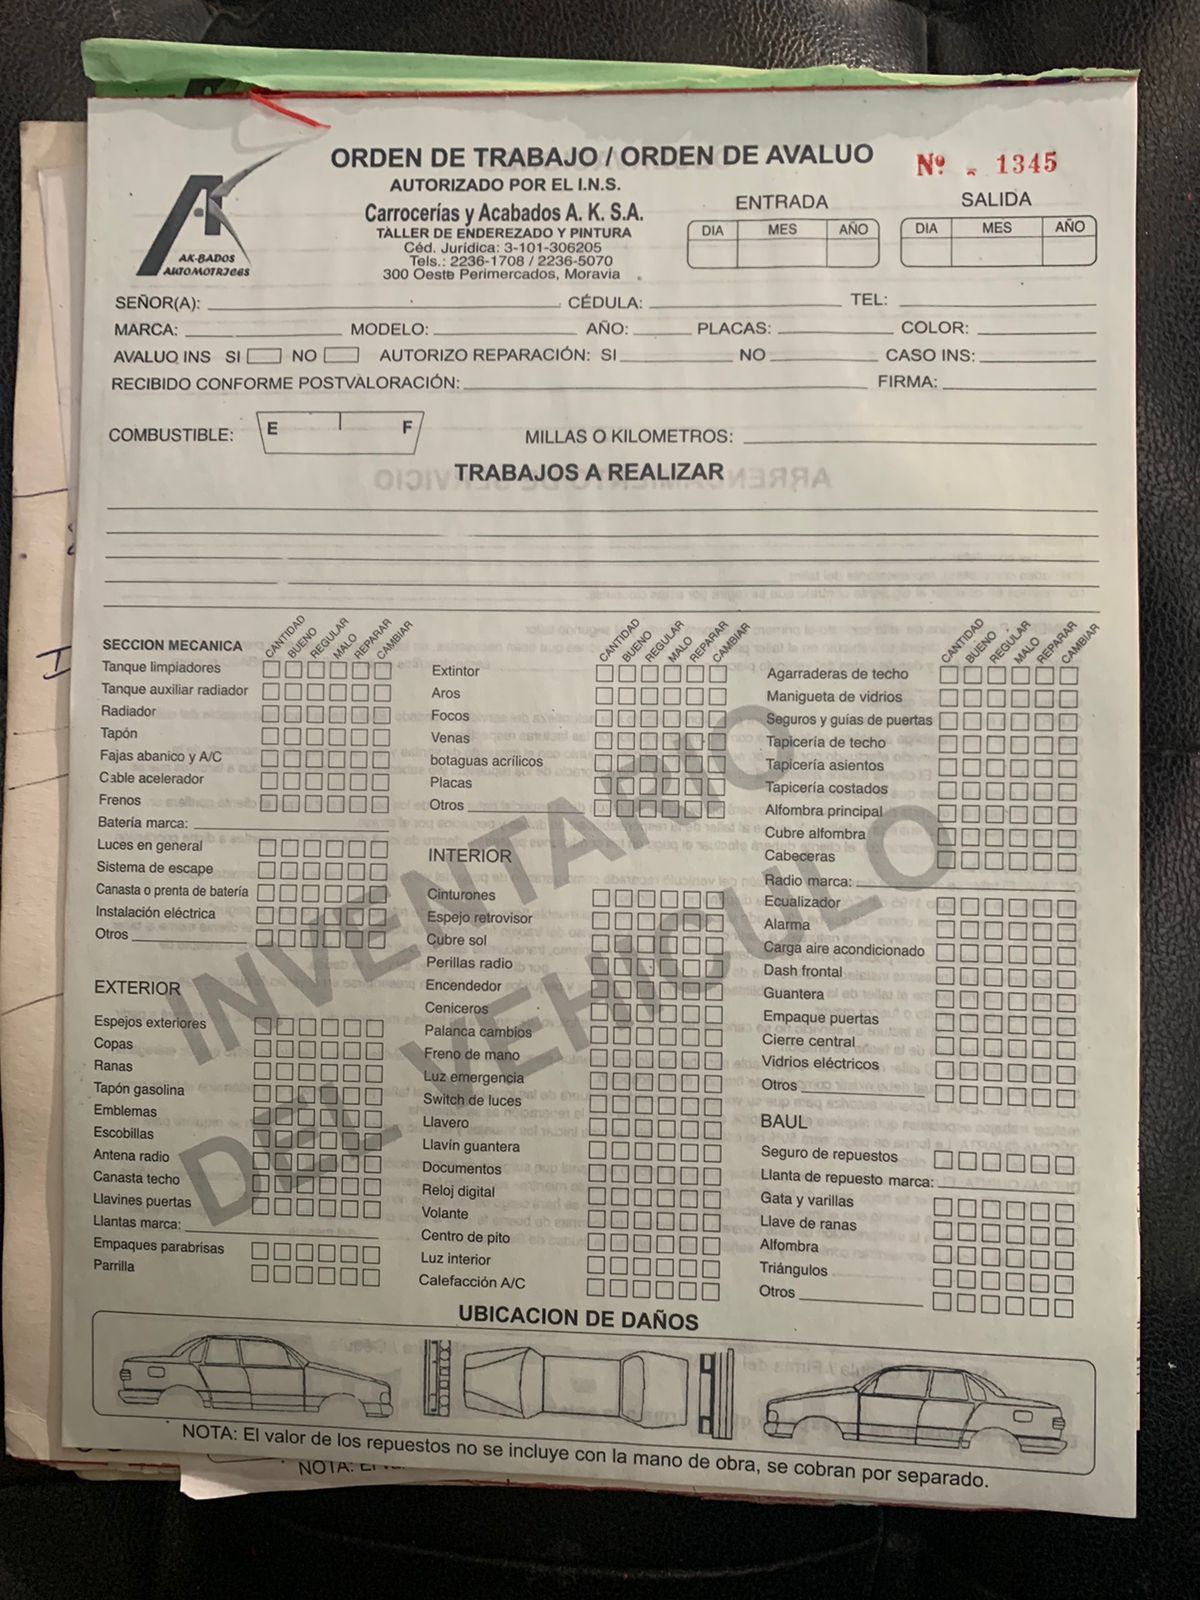 ORDEN DE TRABAJO / ORDEN DE AVALUO
Nº 1345
AUTORIZADO POR EL I.N.S.
Carrocerías y Acabados A. K. S.A.
TALLER DE ENDEREZADO Y PINTURA
Céd. Jurídica: 3-101-306205
Tels.: 2236-1708 / 2236-5070
300 Oeste Perimercados, Moravia
AK-BADOS
AUTOMOTRICES
ENTRADA
DIA MES AÑO
SALIDA
DIA MES AÑO
SEÑOR(A): CÉDULA: TEL:
MARCA: MODELO: AÑO: PLACAS: COLOR:
AVALUO INS SI NO AUTORIZO REPARACIÓN: SI NO CASO INS:
RECIBIDO CONFORME POSTVALORACIÓN: FIRMA:
COMBUSTIBLE: E F MILLAS O KILOMETROS:
TRABAJOS A REALIZAR
SECCION MECANICA
CANTIDAD BUENO REGULAR MALO REPARAR CAMBIAR
Tanque limpiadores
Tanque auxiliar radiador
Radiador
Tapón
Fajas abanico y A/C
Cable acelerador
Frenos
Batería marca:
Luces en general
Sistema de escape
Canasta o prenta de batería
Instalación eléctrica
Otros
EXTERIOR
Espejos exteriores
Copas
Ranas
Tapón gasolina
Emblemas
Escobillas
Antena radio
Canasta techo
Llavines puertas
Llantas marca:
Empaques parabrisas
Parrilla
CANTIDAD BUENO REGULAR MALO REPARAR CAMBIAR
Extintor
Aros
Focos
Venas
botaguas acrílicos
Placas
Otros
INTERIOR
Cinturones
Espejo retrovisor
Cubre sol
Perillas radio
Encendedor
Ceniceros
Palanca cambios
Freno de mano
Luz emergencia
Switch de luces
Llavero
Llavín guantera
Documentos
Reloj digital
Volante
Centro de pito
Luz interior
Calefacción A/C
CANTIDAD BUENO REGULAR MALO REPARAR CAMBIAR
Agarraderas de techo
Manigueta de vidrios
Seguros y guías de puertas
Tapicería de techo
Tapicería asientos
Tapicería costados
Alfombra principal
Cubre alfombra
Cabeceras
Radio marca:
Ecualizador
Alarma
Carga aire acondicionado
Dash frontal
Guantera
Empaque puertas
Cierre central
Vidrios eléctricos
Otros
BAUL
Seguro de repuestos
Llanta de repuesto marca:
Gata y varillas
Llave de ranas
Alfombra
Triángulos
Otros
INVENTARIO
DEL VEHICULO
UBICACION DE DAÑOS
NOTA: El valor de los repuestos no se incluye con la mano de obra, se cobran por separado.
NOTA: